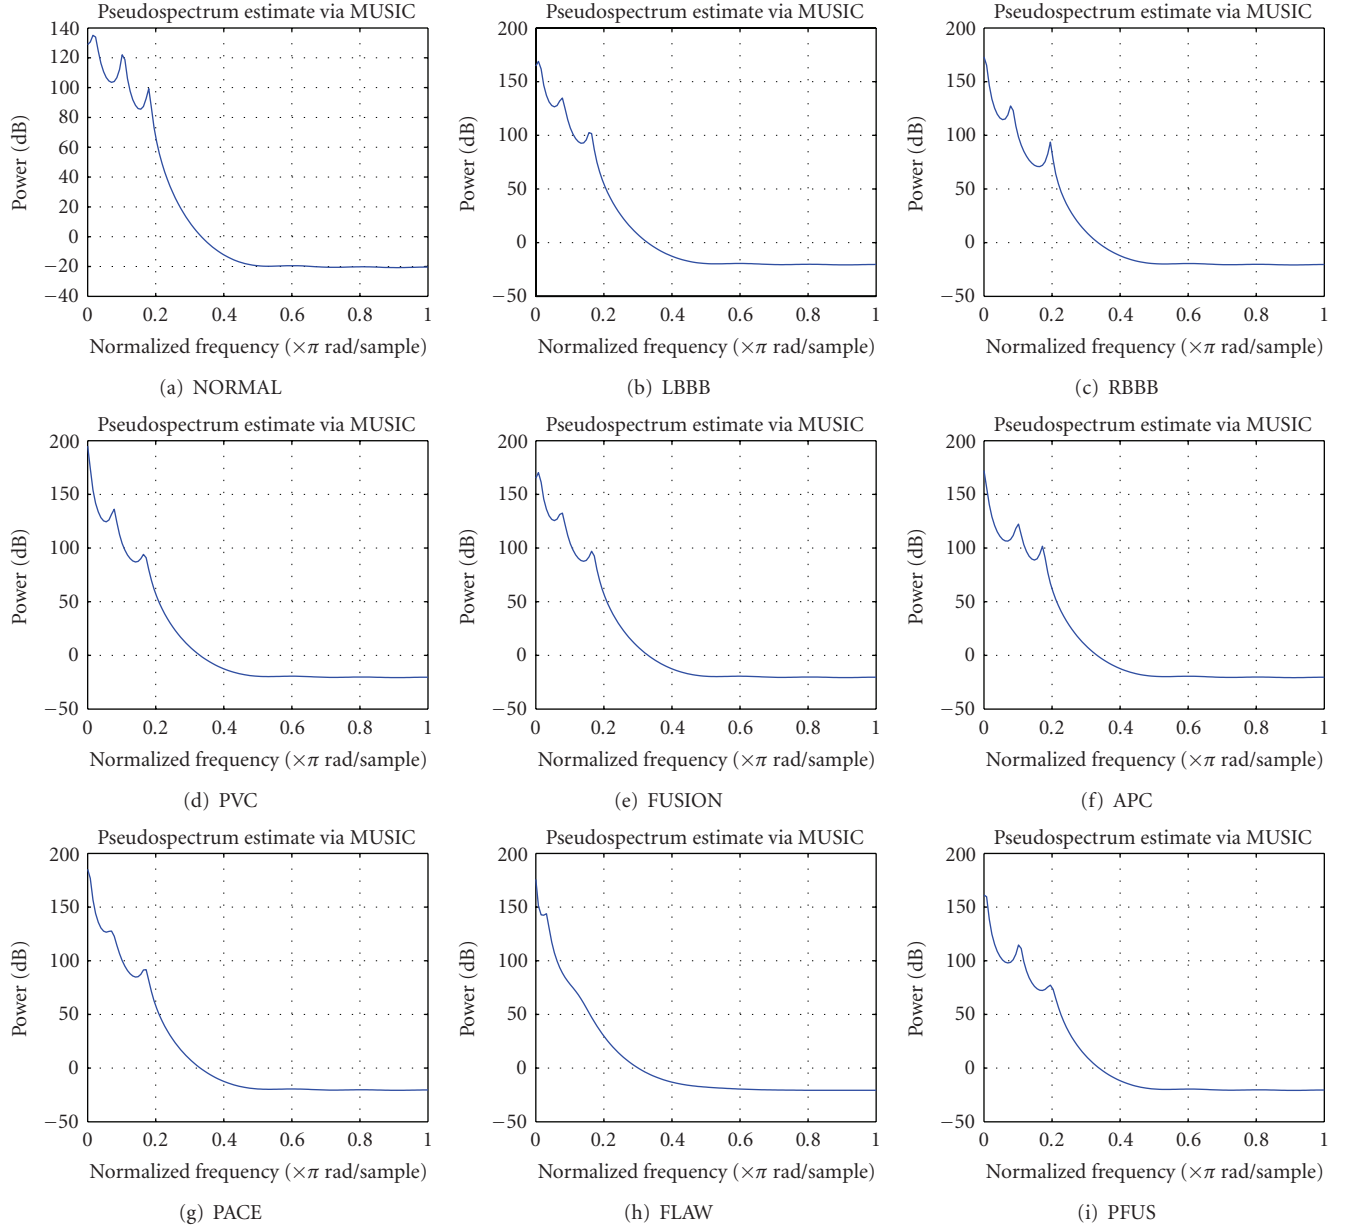 Pseudospectrum estimate via MUSIC
140
120
100
80
60
40
20
0
−20
−40
Power (dB)
0 0.2 0.4 0.6 0.8 1
Normalized frequency (×π rad/sample)
(a) NORMAL
Pseudospectrum estimate via MUSIC
200
150
100
50
0
−50
Power (dB)
0 0.2 0.4 0.6 0.8 1
Normalized frequency (×π rad/sample)
(b) LBBB
Pseudospectrum estimate via MUSIC
200
150
100
50
0
−50
Power (dB)
0 0.2 0.4 0.6 0.8 1
Normalized frequency (×π rad/sample)
(c) RBBB
Pseudospectrum estimate via MUSIC
200
150
100
50
0
−50
Power (dB)
0 0.2 0.4 0.6 0.8 1
Normalized frequency (×π rad/sample)
(d) PVC
Pseudospectrum estimate via MUSIC
200
150
100
50
0
−50
Power (dB)
0 0.2 0.4 0.6 0.8 1
Normalized frequency (×π rad/sample)
(e) FUSION
Pseudospectrum estimate via MUSIC
200
150
100
50
0
−50
Power (dB)
0 0.2 0.4 0.6 0.8 1
Normalized frequency (×π rad/sample)
(f) APC
Pseudospectrum estimate via MUSIC
200
150
100
50
0
−50
Power (dB)
0 0.2 0.4 0.6 0.8 1
Normalized frequency (×π rad/sample)
(g) PACE
Pseudospectrum estimate via MUSIC
200
150
100
50
0
−50
Power (dB)
0 0.2 0.4 0.6 0.8 1
Normalized frequency (×π rad/sample)
(h) FLAW
Pseudospectrum estimate via MUSIC
200
150
100
50
0
−50
Power (dB)
0 0.2 0.4 0.6 0.8 1
Normalized frequency (×π rad/sample)
(i) PFUS